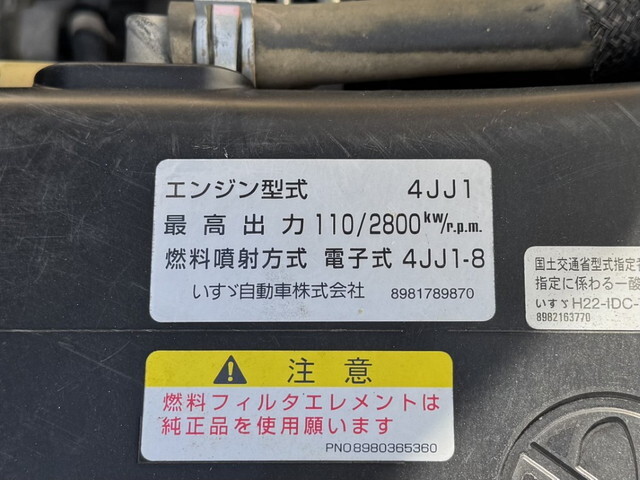 エンジン型式 4JJ1
最高出力 110/2800kw/r.p.m.
燃料噴射方式 電子式 4JJ1-8
いすゞ自動車株式会社 8981789870
国土交通省型式指定
指定に係わる一酸
いすゞH22-IDC-
8982163770
注意
燃料フィルタエレメントは
純正品を使用願います
PNO8980365360